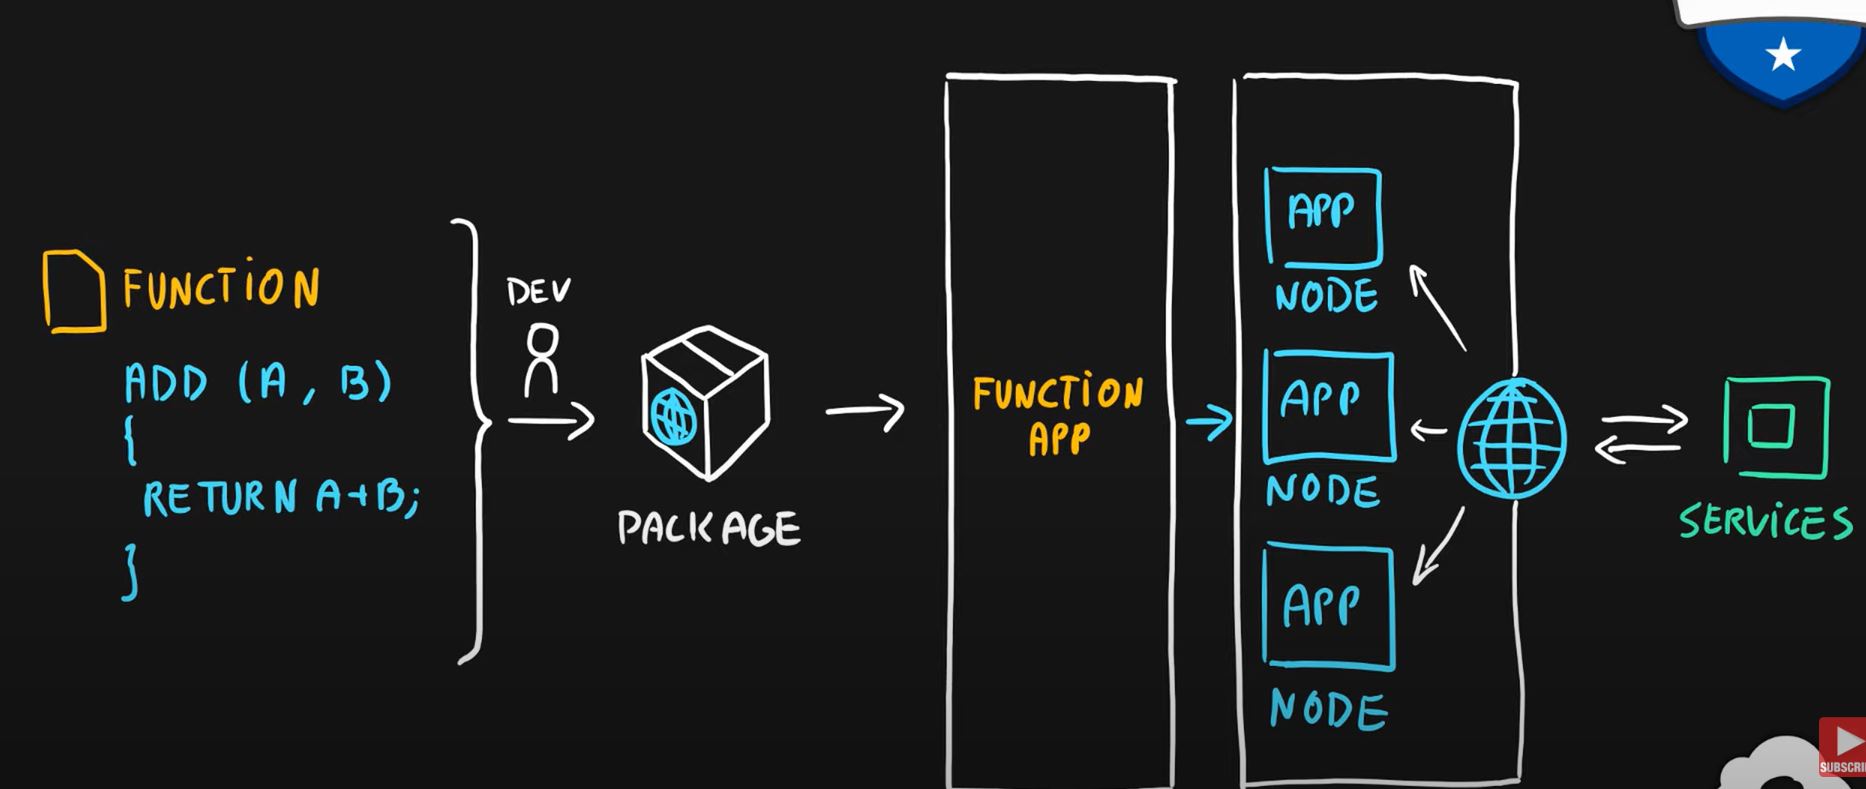 FUNCTION
ADD (A, B)
{
RETURN A+B;
}
DEV
PACKAGE
FUNCTION
APP
APP
NODE
APP
NODE
APP
NODE
SERVICES
SUBSCRI